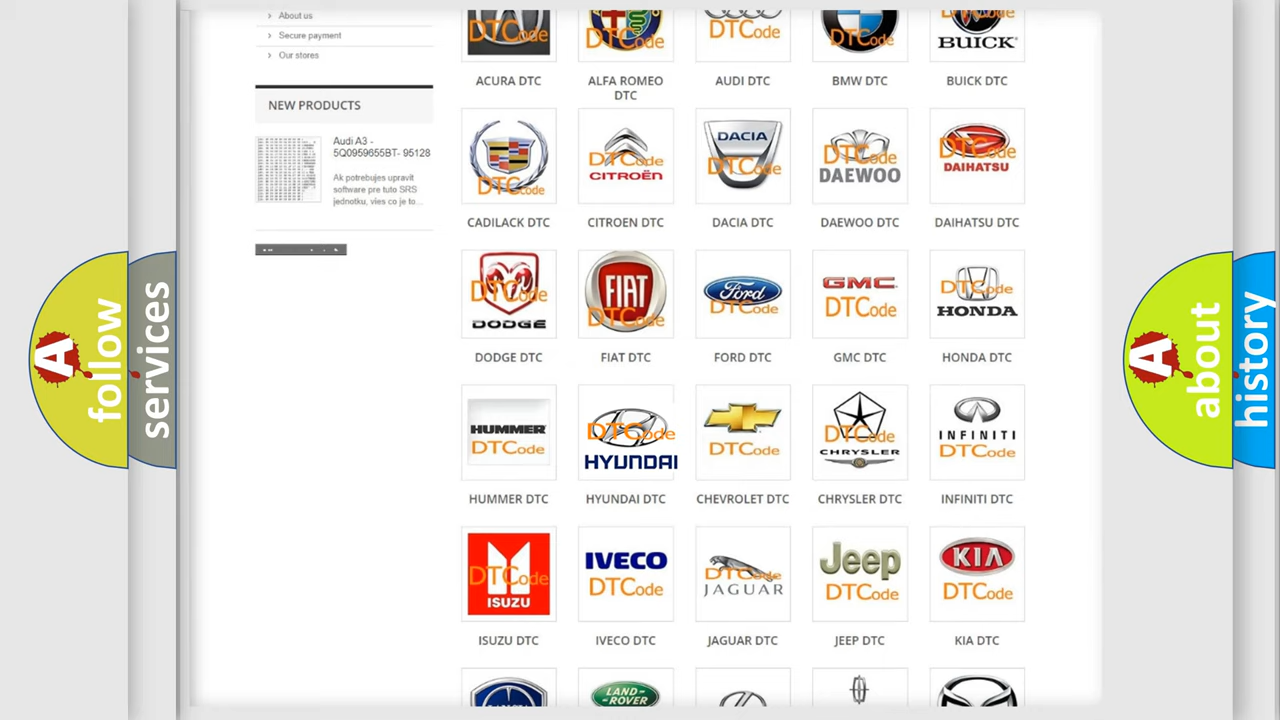 About us
Secure payment
Our stores
NEW PRODUCTS
Audi A3 -
5Q0959655BT- 95128
Ak potrebujes upravit
software pre tuto SRS
jednotku, vies co je to...
A follow
services
DTCode
DTCode
DTCode
DTCode
BUICK
ACURA DTC
ALFA ROMEO
DTC
AUDI DTC
BMW DTC
BUICK DTC
DTCode
DTCode
CITROËN
DACIA
DTCode
DTCode
DAEWOO
DTCode
DAIHATSU
CADILACK DTC
CITROEN DTC
DACIA DTC
DAEWOO DTC
DAIHATSU DTC
DTCode
DODGE
FIAT
DTCode
Ford
DTCode
GMC
DTCode
DTCode
HONDA
DODGE DTC
FIAT DTC
FORD DTC
GMC DTC
HONDA DTC
HUMMER
DTCode
DTCode
HYUNDAI
DTCode
DTCode
CHRYSLER
INFINITI
DTCode
HUMMER DTC
HYUNDAI DTC
CHEVROLET DTC
CHRYSLER DTC
INFINITI DTC
DTCode
ISUZU
IVECO
DTCode
DTCode
JAGUAR
Jeep
DTCode
KIA
DTCode
ISUZU DTC
IVECO DTC
JAGUAR DTC
JEEP DTC
KIA DTC
LAND-
ROVER
A about
history